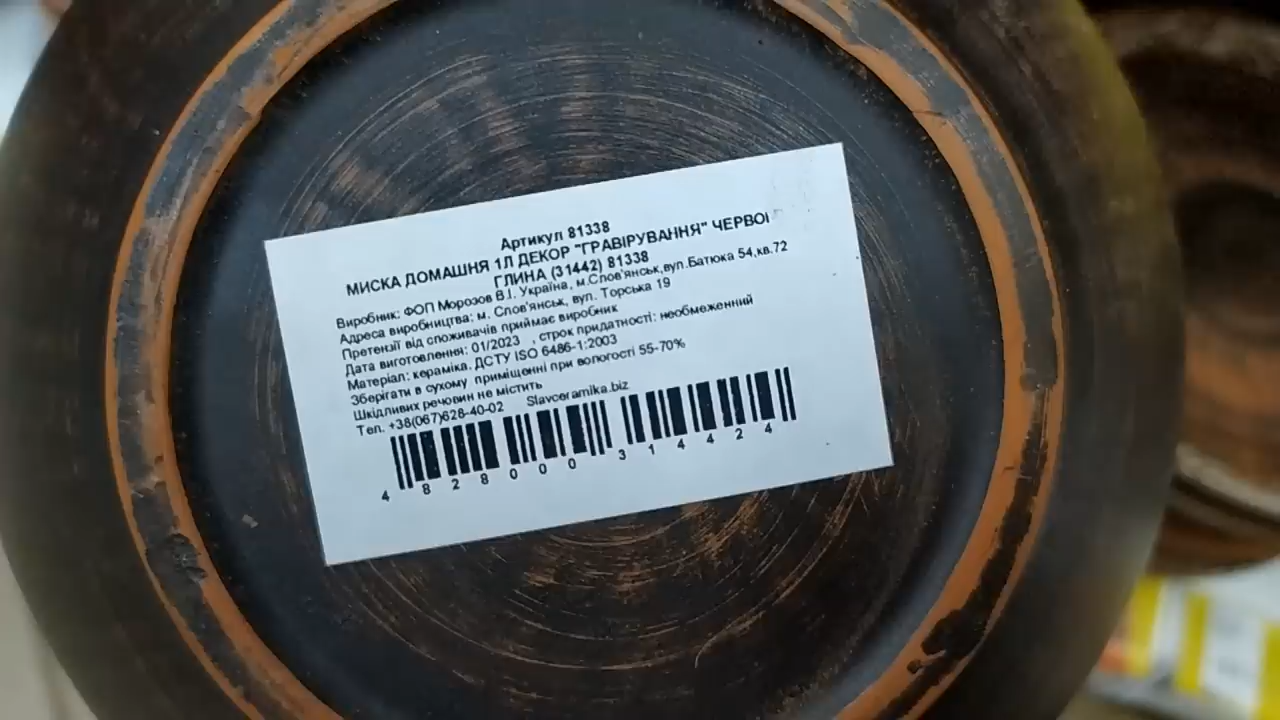 Артикул 81338
МИСКА ДОМАШНЯ 1Л ДЕКОР "ГРАВІРУВАННЯ" ЧЕРВОІ
ГЛИНА (31442) 81338
Виробник: ФОП Морозов В.І. Україна, м.Слов'янськ,вул.Батюка 54,кв.72
Адреса виробництва: м. Слов'янськ, вул. Торська 19
Претензії від споживачів приймає виробник
Дата виготовлення: 01/2023 , строк придатності: необмеженний
Матеріал: кераміка. ДСТУ ISO 6486-1:2003
Зберігати в сухому приміщенні при вологості 55-70%
Шкідливих речовин не містить
Тел. +38(067)628-40-02 Slavceramika.biz
4 828000 314424